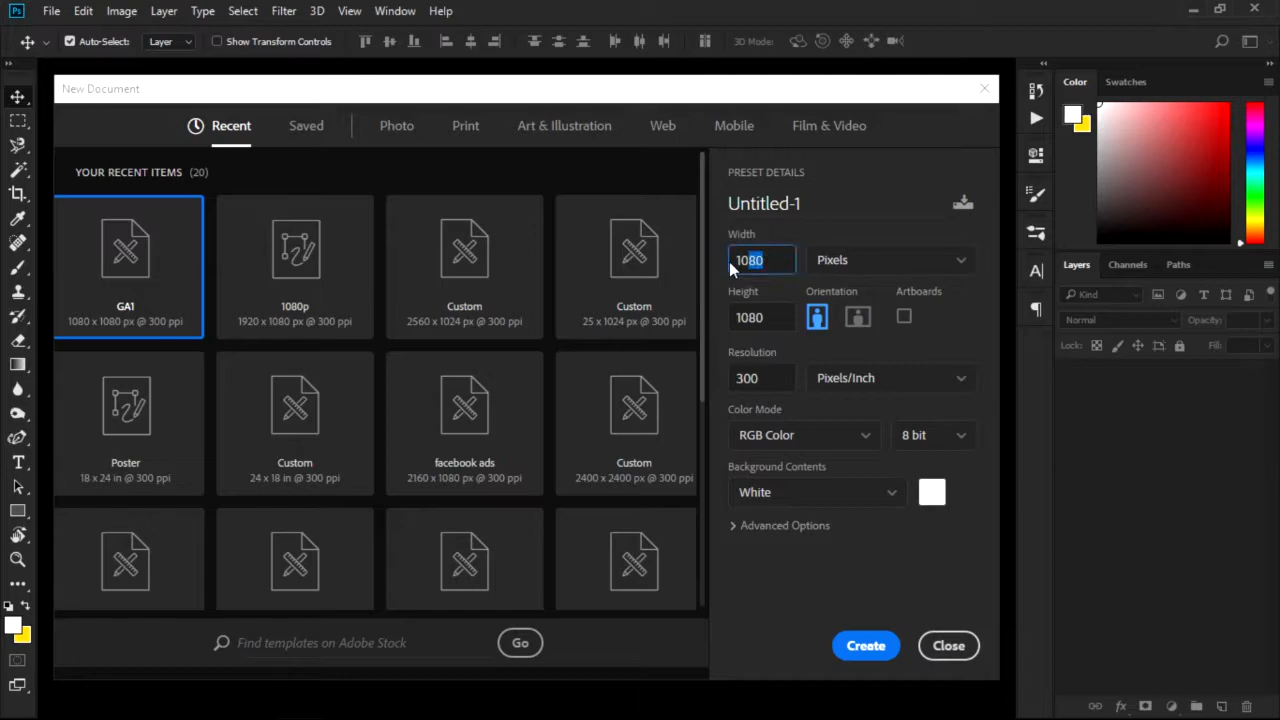 Ps File Edit Image Layer Type Select Filter 3D View Window Help
Auto-Select: Layer Show Transform Controls 3D Mode:
New Document
Recent Saved Photo Print Art & Illustration Web Mobile Film & Video
YOUR RECENT ITEMS (20)
GA1
1080 x 1080 px @ 300 ppi
1080p
1920 x 1080 px @ 300 ppi
Custom
2560 x 1024 px @ 300 ppi
Custom
25 x 1024 px @ 300 ppi
Poster
18 x 24 in @ 300 ppi
Custom
24 x 18 in @ 300 ppi
facebook ads
2160 x 1080 px @ 300 ppi
Custom
2400 x 2400 px @ 300 ppi
Find templates on Adobe Stock Go
PRESET DETAILS
Untitled-1
Width
1080 Pixels
Height Orientation Artboards
1080
Resolution
300 Pixels/Inch
Color Mode
RGB Color 8 bit
Background Contents
White
Advanced Options
Create Close
Color Swatches
Layers Channels Paths
Kind
Normal Opacity:
Lock: Fill: